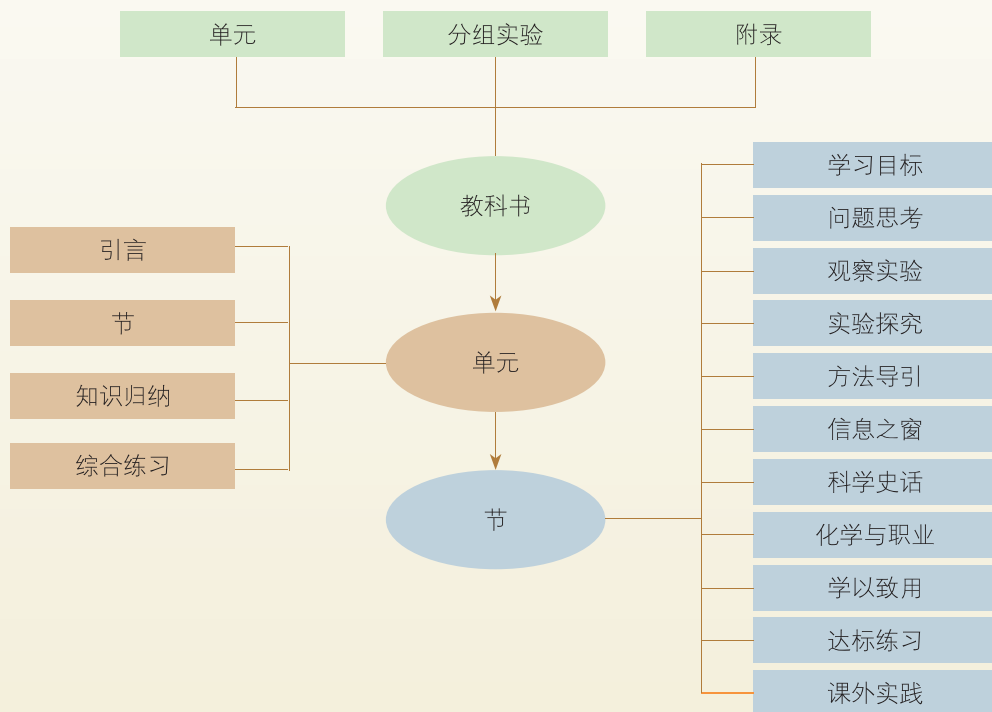 单元
分组实验
附录
教科书
引言
节
知识归纳
综合练习
单元
节
学习目标
问题思考
观察实验
实验探究
方法导引
信息之窗
科学史话
化学与职业
学以致用
达标练习
课外实践